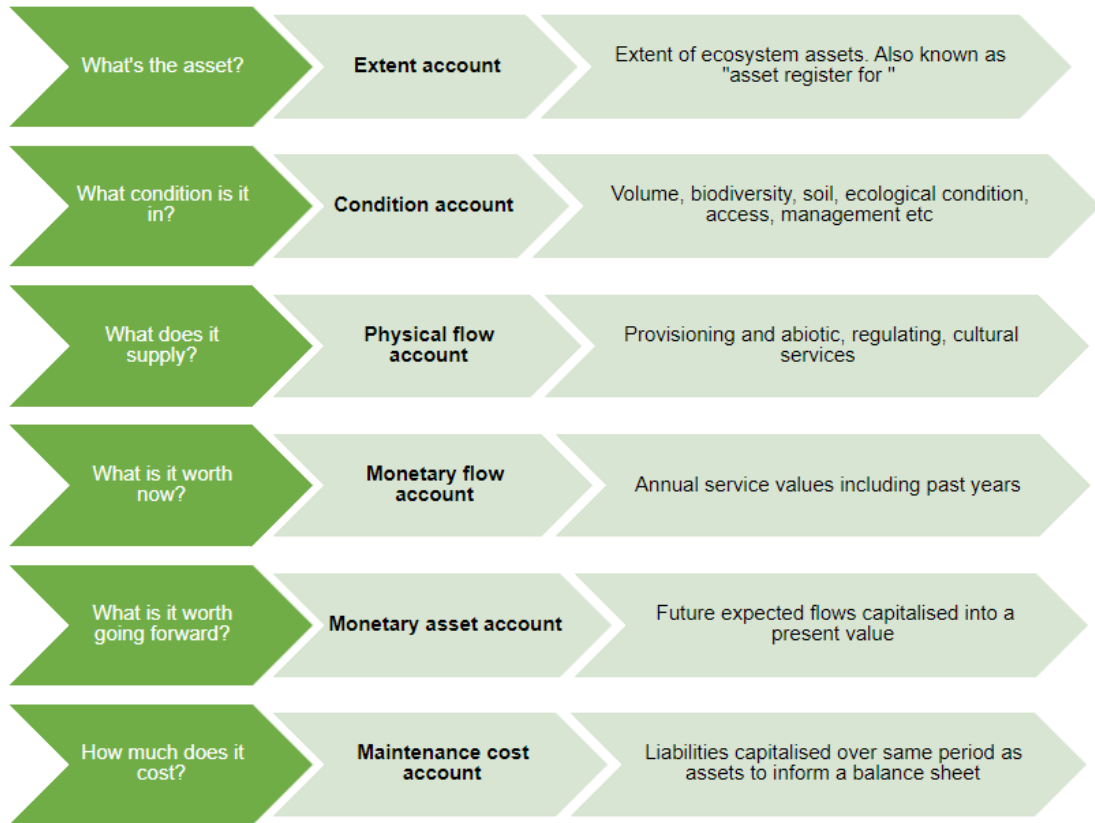 What's the asset?
Extent account
Extent of ecosystem assets. Also known as
"asset register for "
What condition is it
in?
Condition account
Volume, biodiversity, soil, ecological condition,
access, management etc
What does it
supply?
Physical flow
account
Provisioning and abiotic, regulating, cultural
services
What is it worth
now?
Monetary flow
account
Annual service values including past years
What is it worth
going forward?
Monetary asset account
Future expected flows capitalised into a
present value
How much does it
cost?
Maintenance cost
account
Liabilities capitalised over same period as
assets to inform a balance sheet